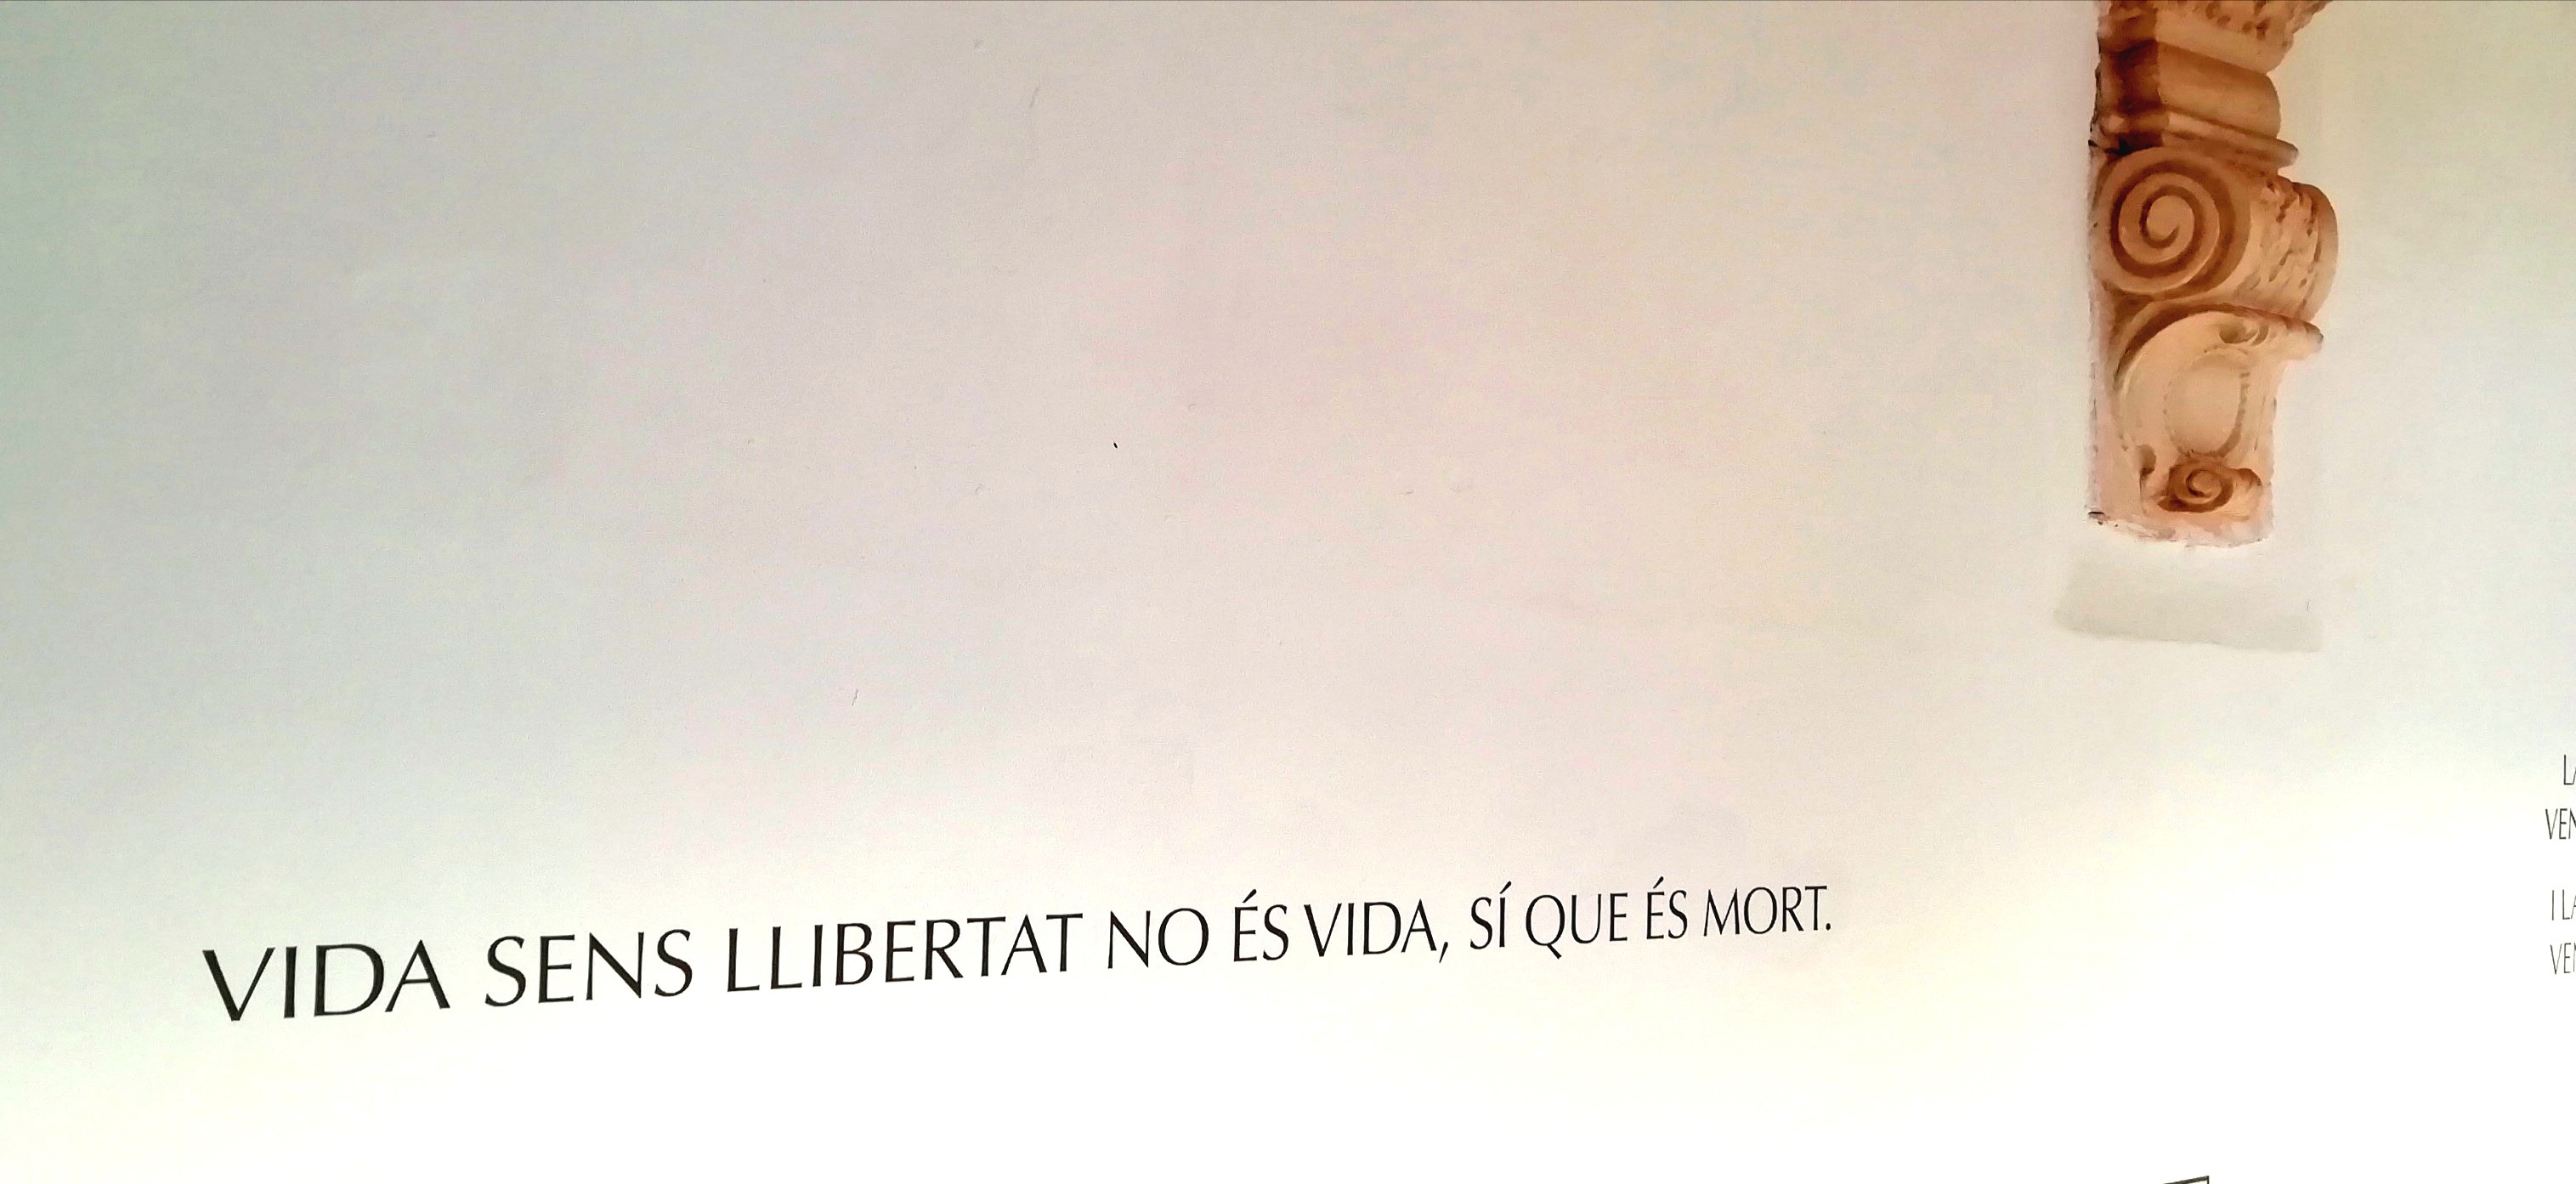 VIDA SENS LLIBERTAT NO ÉS VIDA, SÍ QUE ÉS MORT.